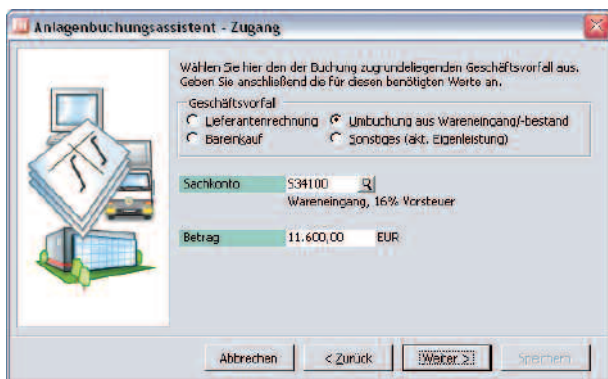 Anlagenbuchungsassistent - Zugang
Wählen Sie hier den der Buchung zugrundeliegenden Geschäftsvorfall aus.
Geben Sie anschließend die für diesen benötigten Werte an.
Geschäftsvorfall
Lieferantenrechnung
Umbuchung aus Wareneingang/-bestand
Bareinkauf
Sonstiges (akt. Eigenleistung)
Sachkonto
S34100
Wareneingang, 16% Vorsteuer
Betrag
11.600,00
EUR
Abbrechen
< Zurück
Weiter >
Speichern